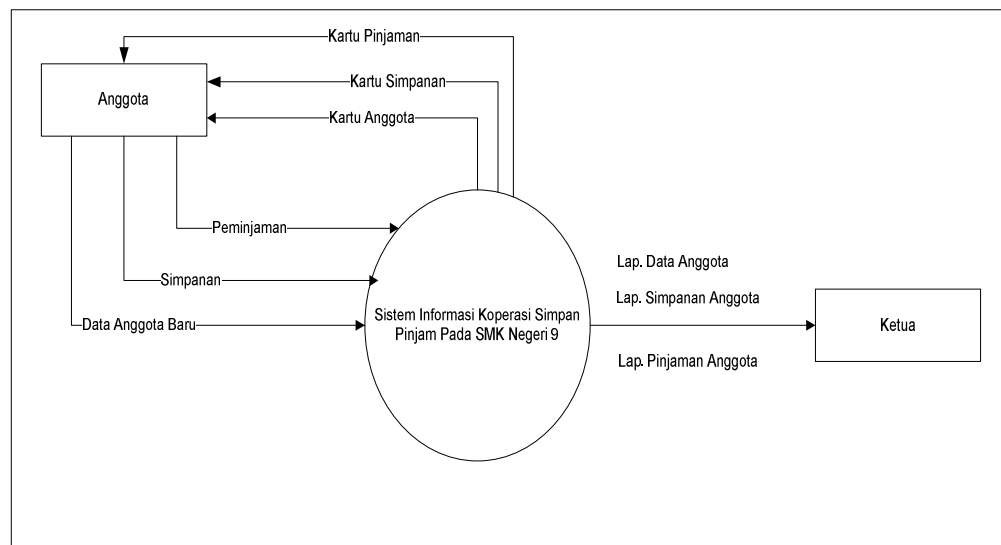 Kartu Pinjaman
Kartu Simpanan
Anggota
Kartu Anggota
Peminjaman
Simpanan
Data Anggota Baru
Sistem Informasi Koperasi Simpan
Pinjam Pada SMK Negeri 9
Lap. Data Anggota
Lap. Simpanan Anggota
Lap. Pinjaman Anggota
Ketua